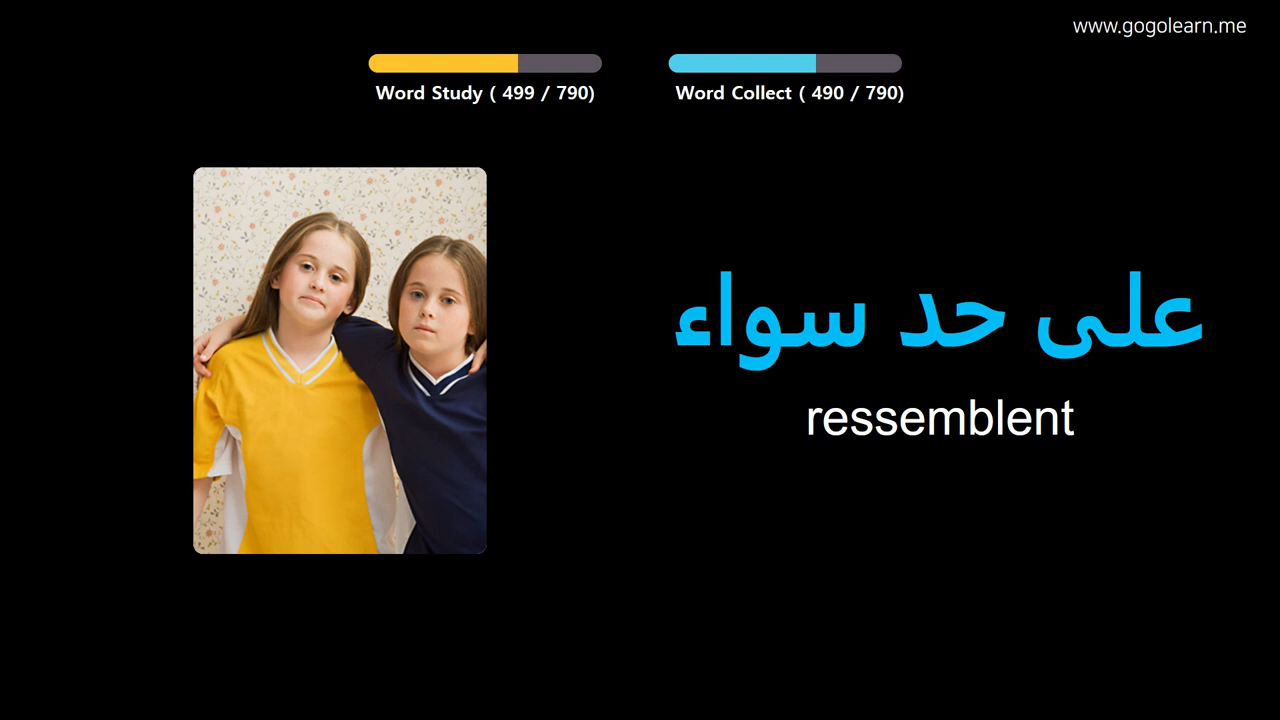 www.gogolearn.me
Word Study ( 499 / 790)
Word Collect ( 490 / 790)
على حد سواء
ressemblent